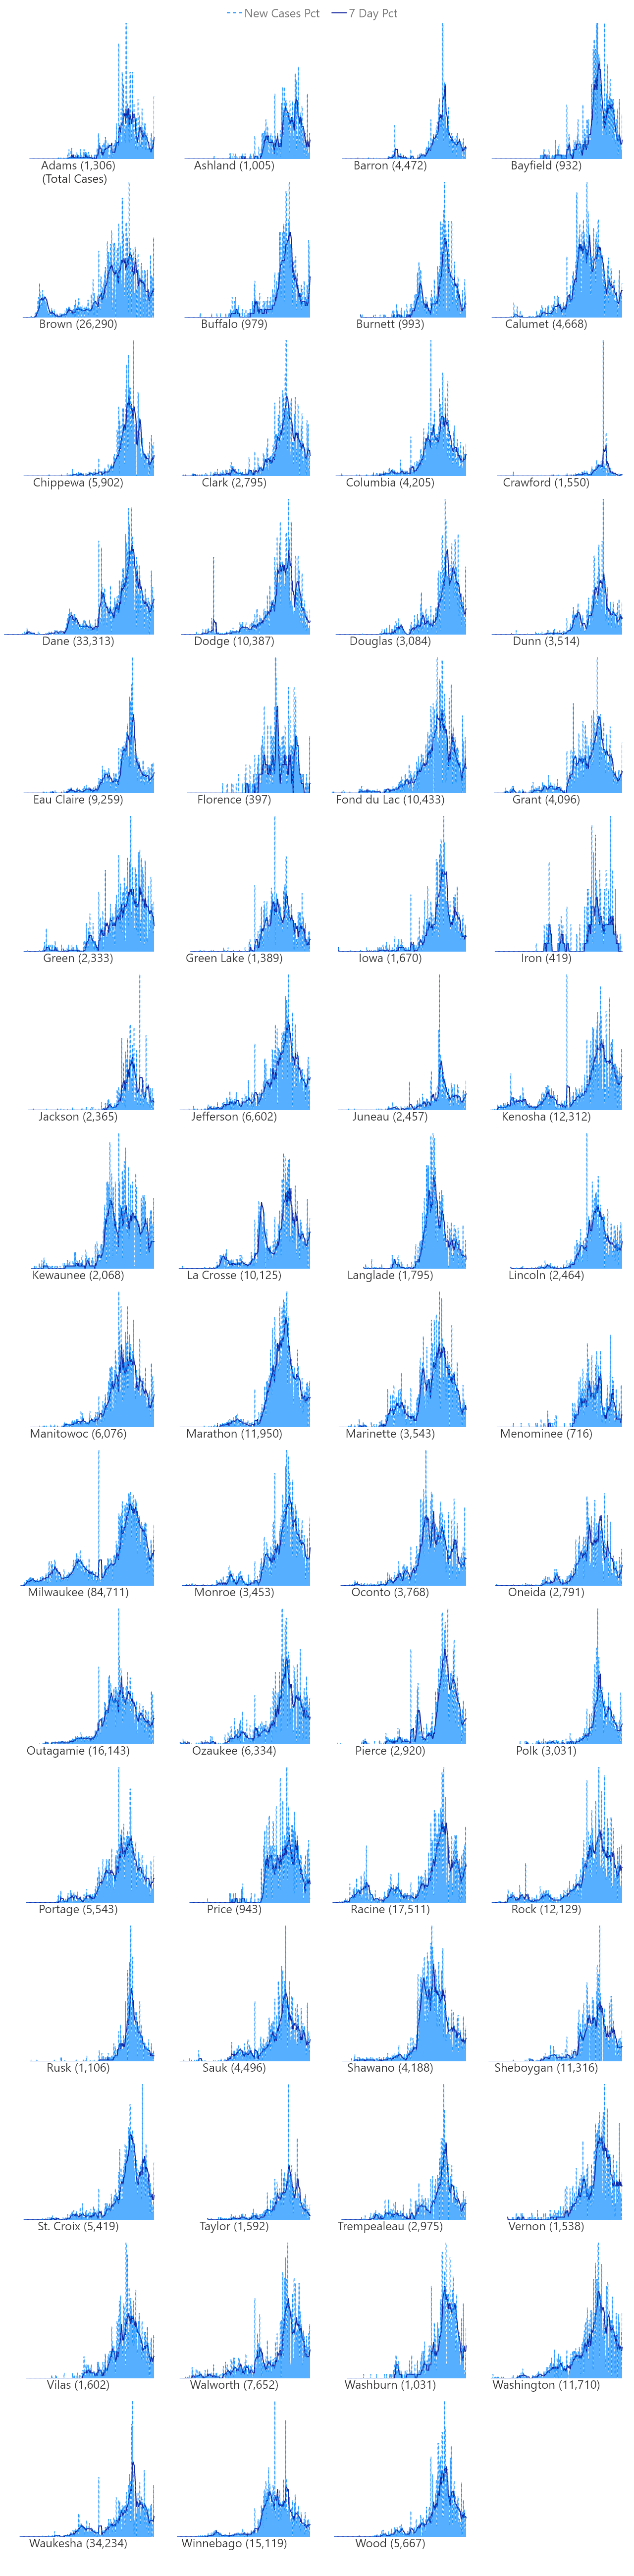 New Cases Pct 7 Day Pct
Adams (1,306) Ashland (1,005) Barron (4,472) Bayfield (932)
(Total Cases)
Brown (26,290) Buffalo (979) Burnett (993) Calumet (4,668)
Chippewa (5,902) Clark (2,795) Columbia (4,205) Crawford (1,550)
Dane (33,313) Dodge (10,387) Douglas (3,084) Dunn (3,514)
Eau Claire (9,259) Florence (397) Fond du Lac (10,433) Grant (4,096)
Green (2,333) Green Lake (1,389) Iowa (1,670) Iron (419)
Jackson (2,365) Jefferson (6,602) Juneau (2,457) Kenosha (12,312)
Kewaunee (2,068) La Crosse (10,125) Langlade (1,795) Lincoln (2,464)
Manitowoc (6,076) Marathon (11,950) Marinette (3,543) Menominee (716)
Milwaukee (84,711) Monroe (3,453) Oconto (3,768) Oneida (2,791)
Outagamie (16,143) Ozaukee (6,334) Pierce (2,920) Polk (3,031)
Portage (5,543) Price (943) Racine (17,511) Rock (12,129)
Rusk (1,106) Sauk (4,496) Shawano (4,188) Sheboygan (11,316)
St. Croix (5,419) Taylor (1,592) Trempealeau (2,975) Vernon (1,538)
Vilas (1,602) Walworth (7,652) Washburn (1,031) Washington (11,710)
Waukesha (34,234) Winnebago (15,119) Wood (5,667)